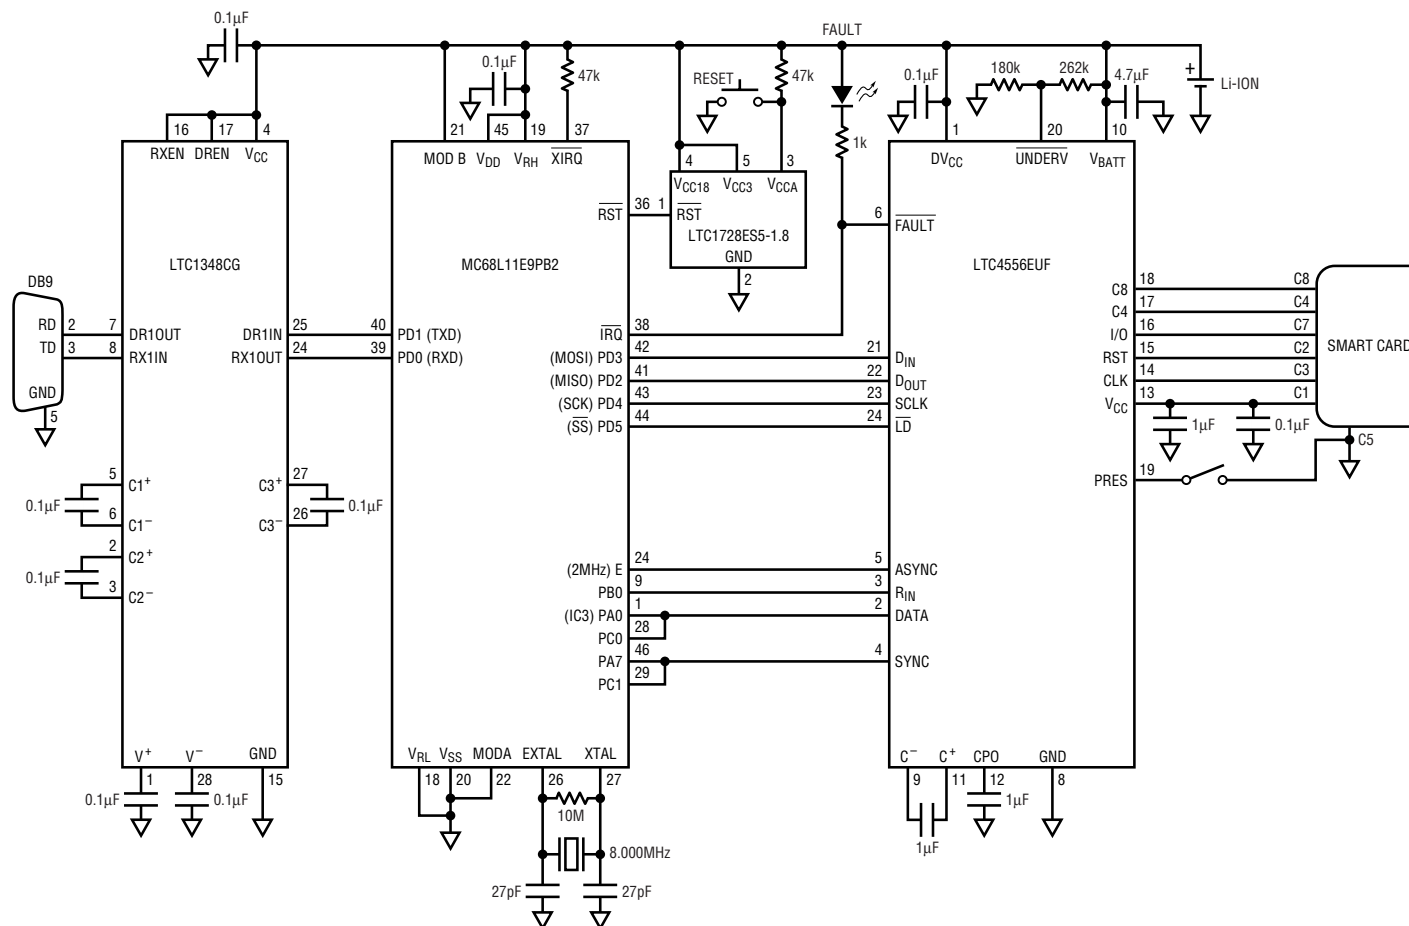 0.1µF
FAULT
0.1µF
47k
RESET
47k
0.1µF
180k
262k
4.7µF
+
Li-ION
1k
16 17 4
RXEN DREN VCC
21 45 19 37
MOD B VDD VRH XIRQ
4 5 3
VCC18 VCC3 VCCA
1 20 10
DVCC UNDERV VBATT
RST 36 1 RST
LTC1728ES5-1.8
GND
2
6 FAULT
LTC1348CG
MC68L11E9PB2
LTC4556EUF
DB9
RD 2 7 DR1OUT
TD 3 8 RX1IN
GND
5
DR1IN 25 40 PD1 (TXD)
RX1OUT 24 39 PD0 (RXD)
IRQ 38
(MOSI) PD3 42 21 DIN
(MISO) PD2 41 22 DOUT
(SCK) PD4 43 23 SCLK
(SS) PD5 44 24 LD
C8 18 C8
C4 17 C4
I/O 16 C7
RST 15 C2
CLK 14 C3
VCC 13 C1
SMART CARD
1µF
0.1µF
C5
PRES 19
5 C1+
0.1µF
6 C1–
2 C2+
0.1µF
3 C2–
C3+ 27
0.1µF
C3– 26
(2MHz) E 24 5 ASYNC
PB0 9 3 RIN
(IC3) PA0 1 2 DATA
PC0 28
PA7 46 4 SYNC
PC1 29
V+ V– GND
1 28 15
0.1µF 0.1µF
VRL VSS MODA EXTAL XTAL
18 20 22 26 27
10M
8.000MHz
27pF 27pF
C– C+ CPO GND
9 11 12 8
1µF
1µF